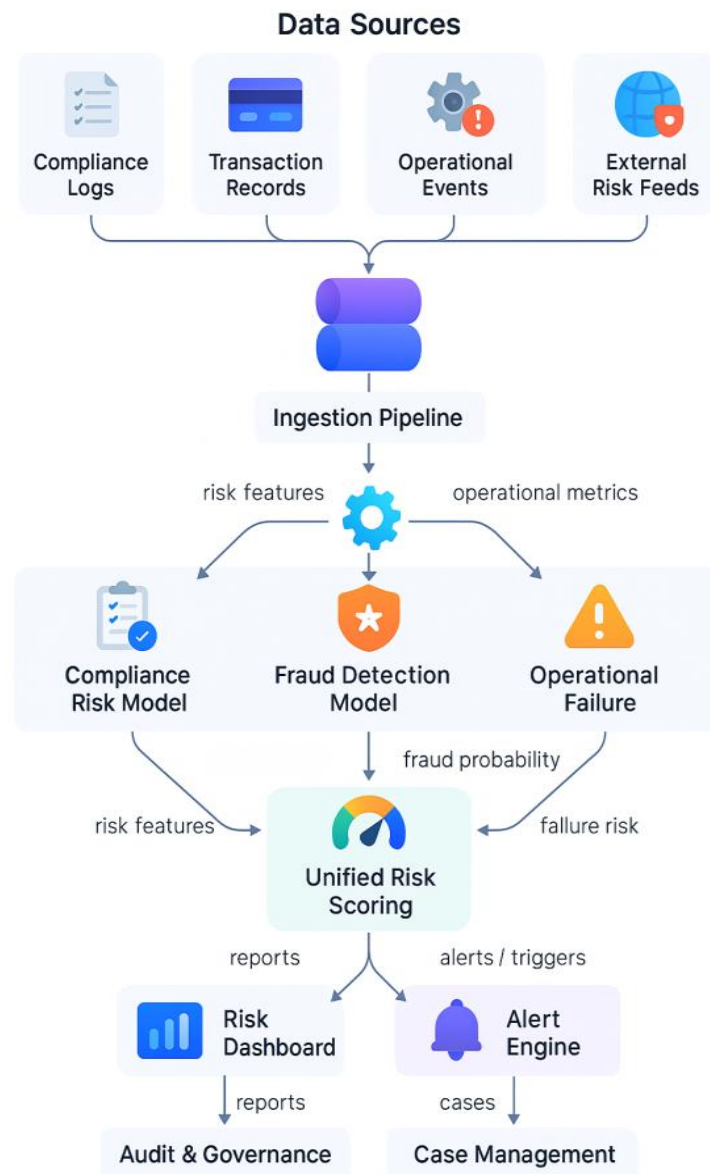 Data Sources
Compliance
Logs
Transaction
Records
Operational
Events
External
Risk Feeds
Ingestion Pipeline
risk features
operational metrics
Compliance
Risk Model
Fraud Detection
Model
Operational
Failure
fraud probability
risk features
fallure risk
Unified Risk
Scoring
reports
alerts / triggers
Risk
Dashboard
Alert
Engine
reports
cases
Audit & Governance
Case Management